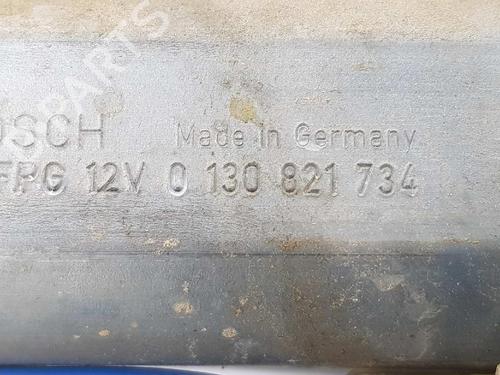 OSCH Made in Germany
FPG 12V 0 130 821 734